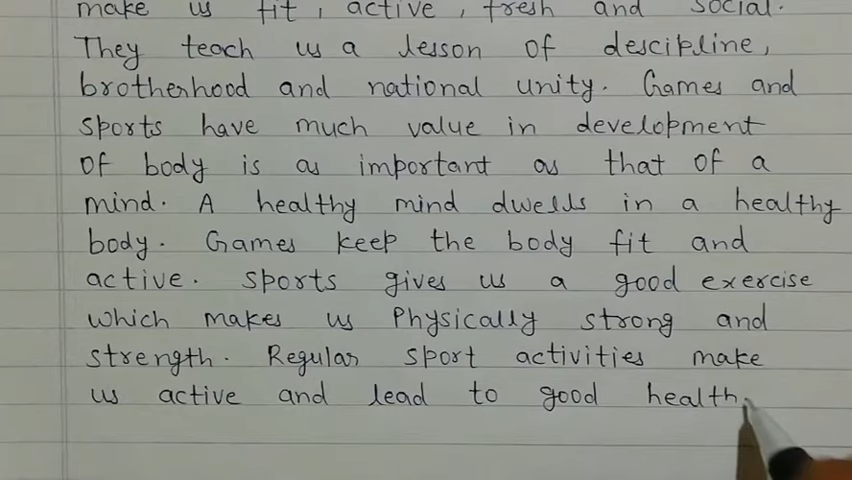 make us fit, active, fresh and social.
They teach us a lesson of descipline,
brotherhood and national unity. Games and
sports have much value in development
of body is as important as that of a
mind. A healthy mind dwells in a healthy
body. Games keep the body fit and
active. Sports gives us a good exercise
which makes us Physically strong and
strength. Regular sport activities make
us active and lead to good health.